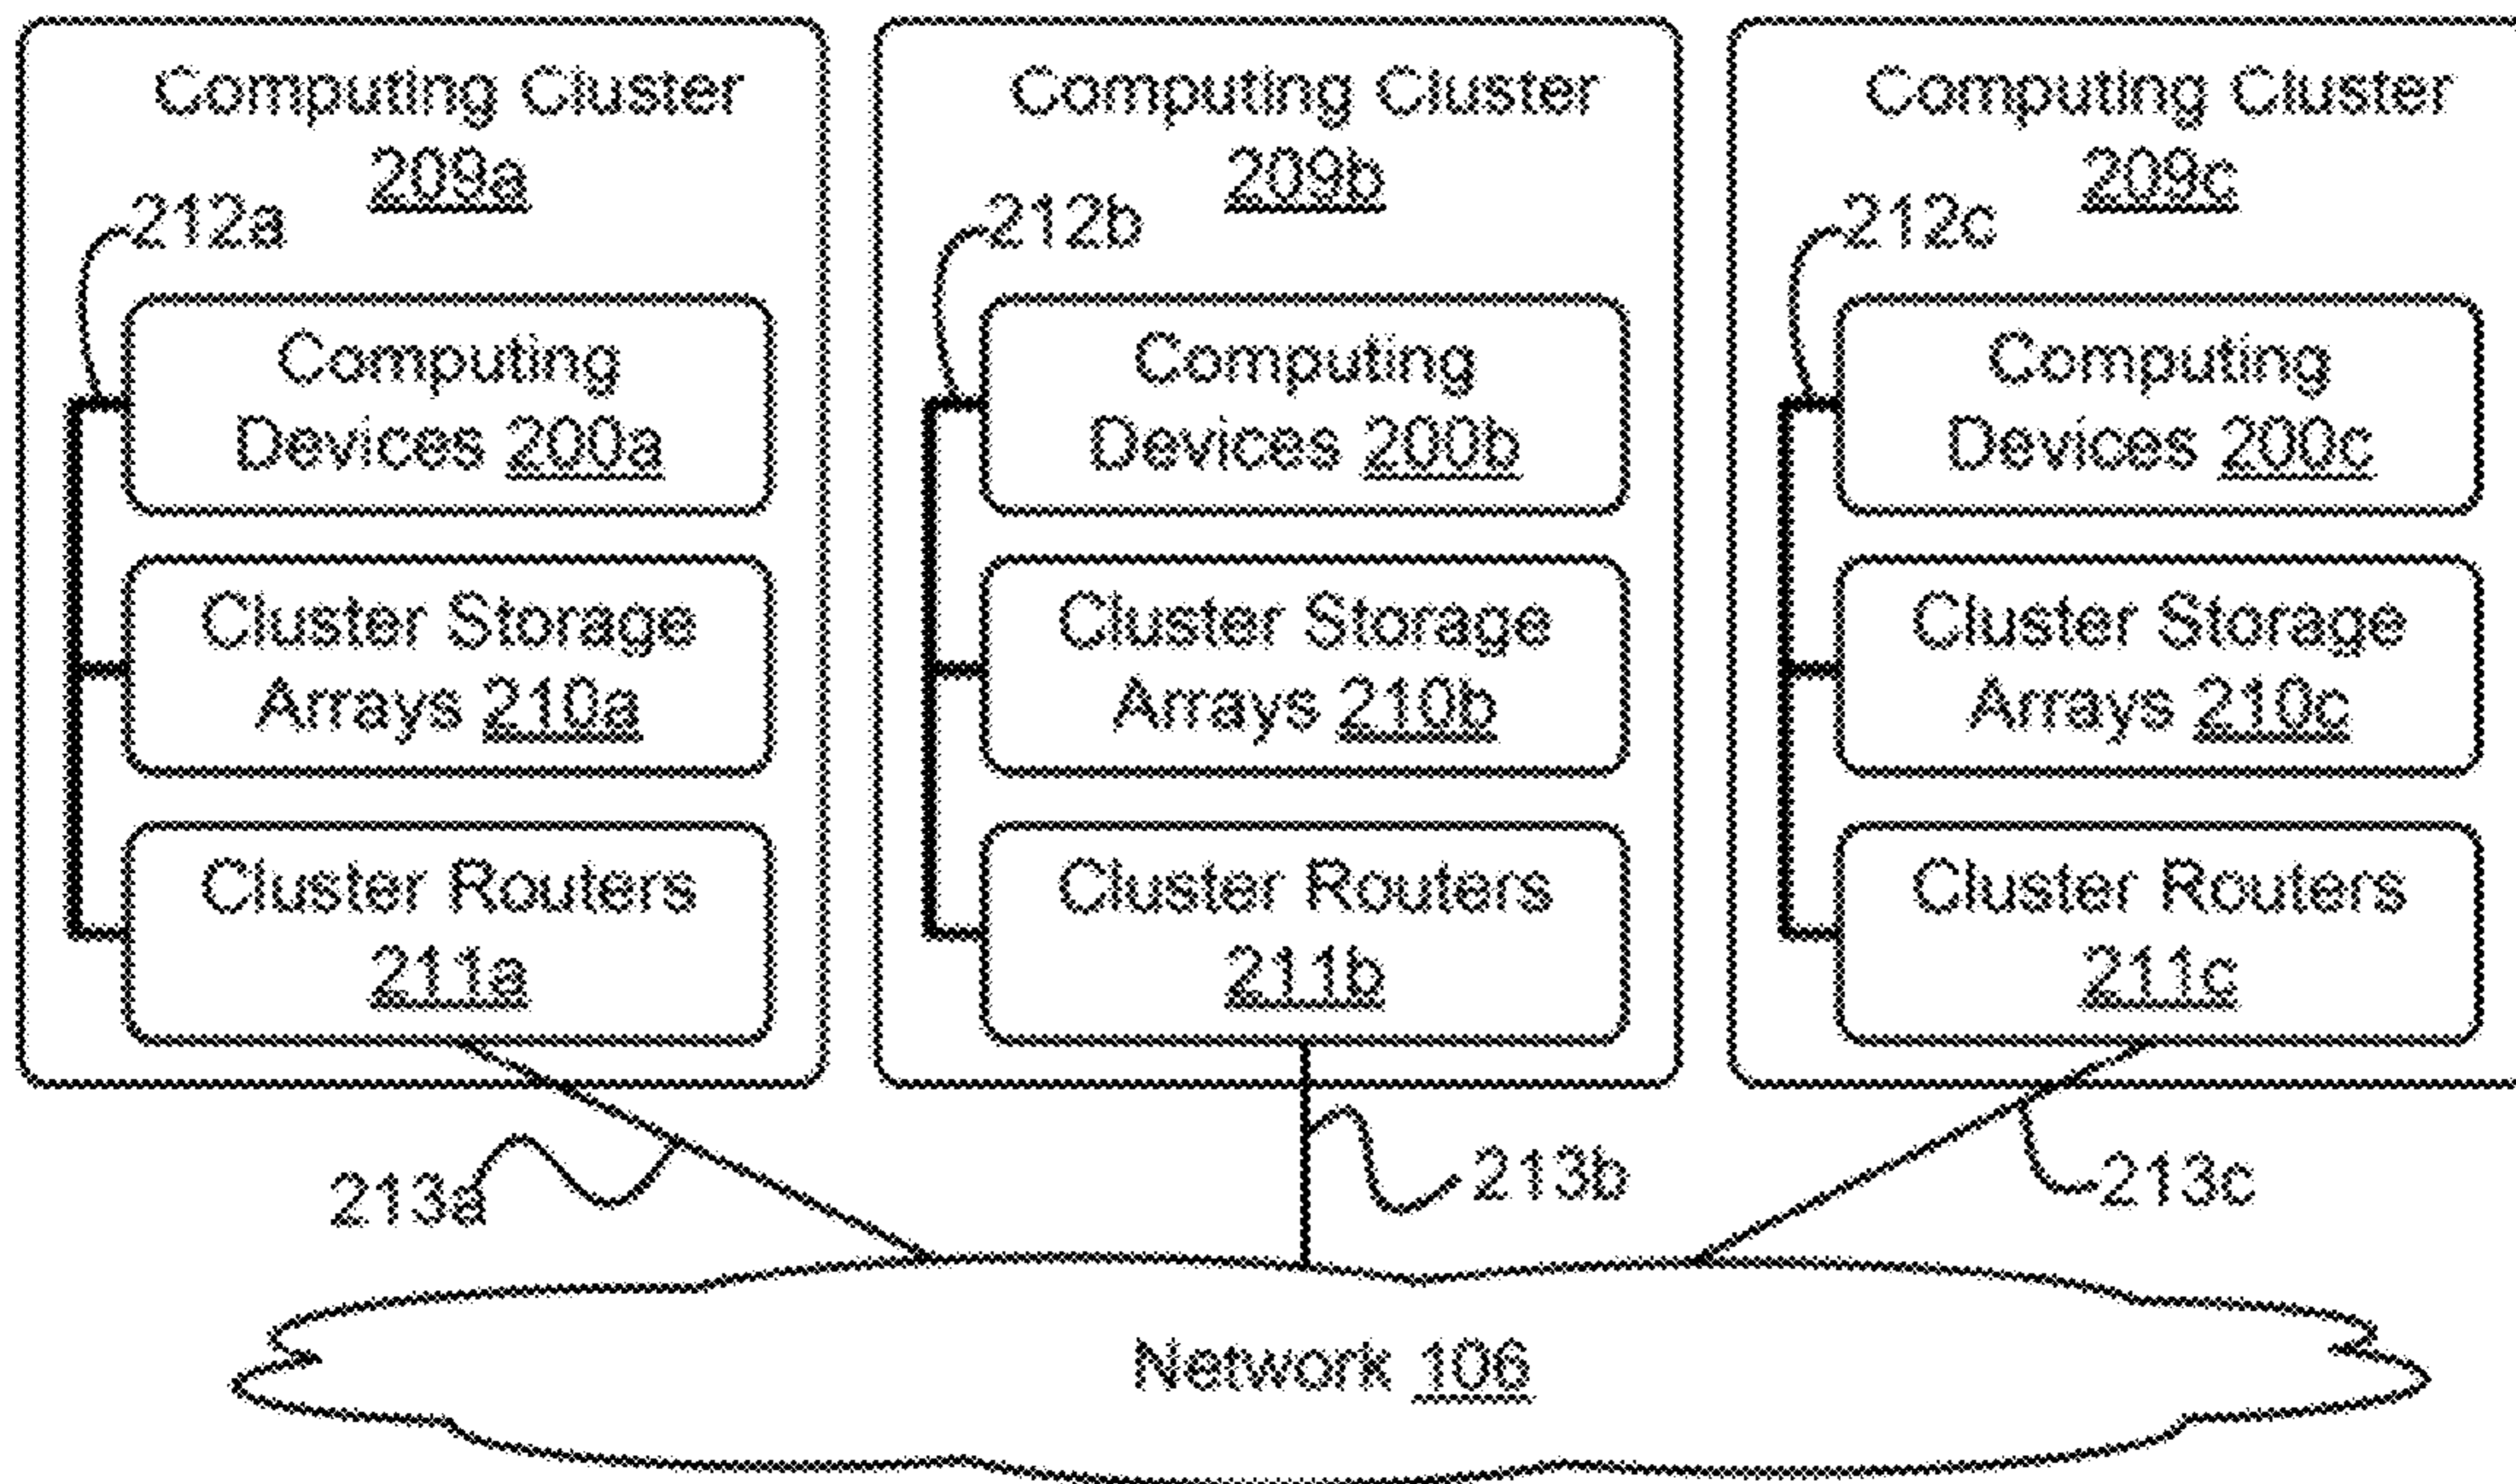 Computing Cluster
209a
212a
Computing
Devices 200a
Cluster Storage
Arrays 210a
Cluster Routers
211a
Computing Cluster
209b
212b
Computing
Devices 200b
Cluster Storage
Arrays 210b
Cluster Routers
211b
Computing Cluster
209c
212c
Computing
Devices 200c
Cluster Storage
Arrays 210c
Cluster Routers
211c
213a
213b
213c
Network 106